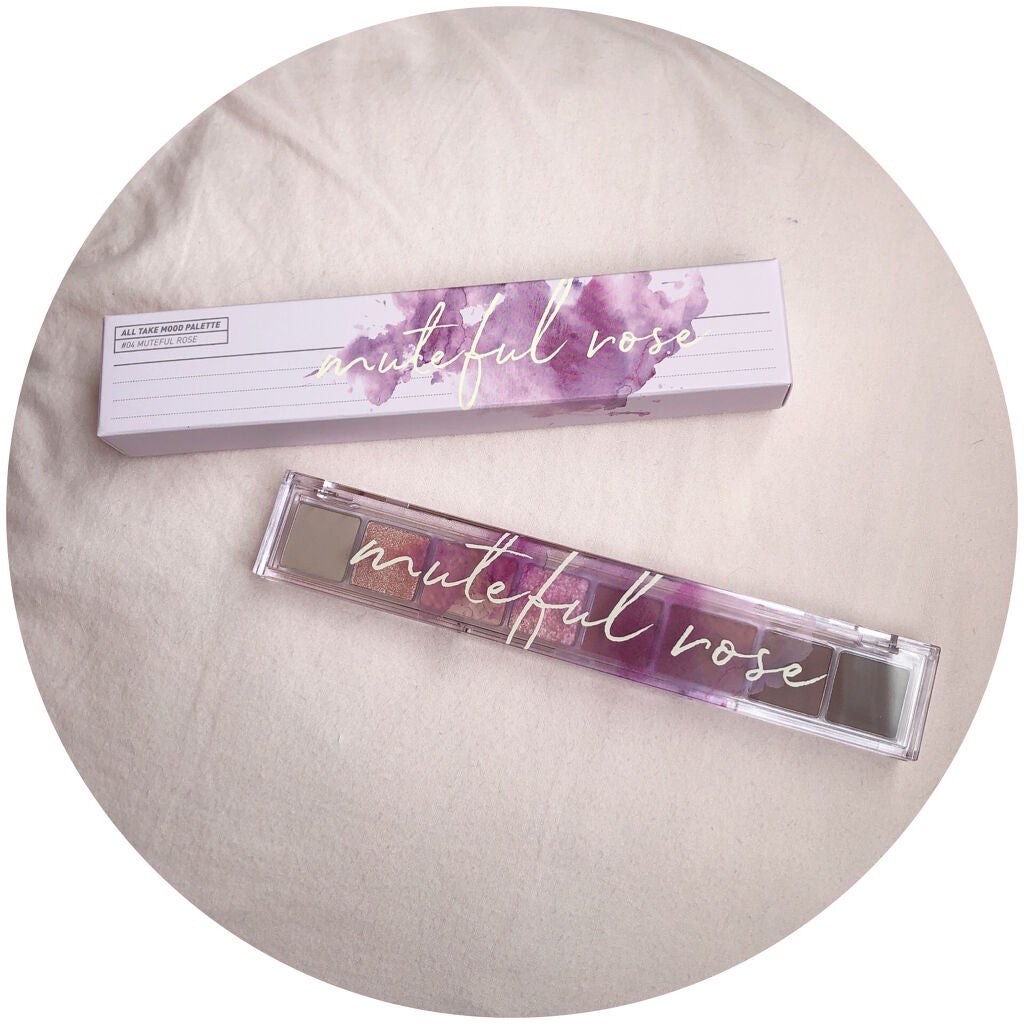 ALL TAKE MOOD PALETTE
#04 MUTEFUL ROSE
muteful rose
muteful rose